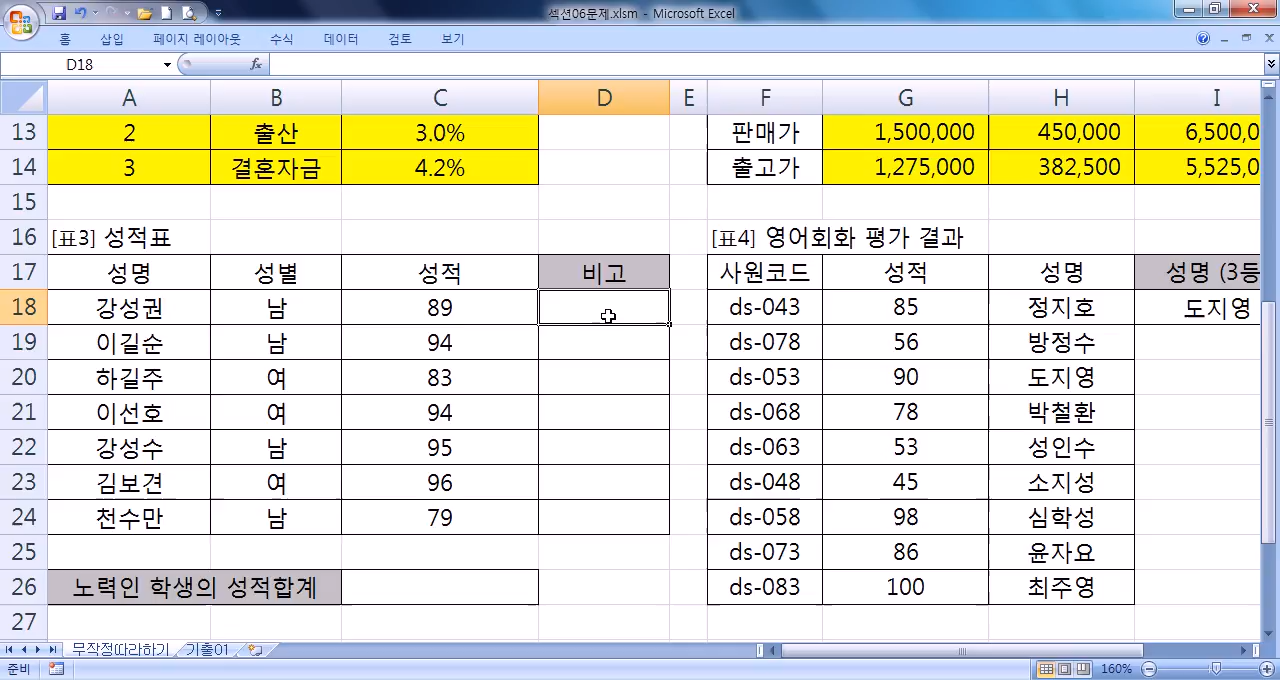 섹션06문제.xlsm - Microsoft Excel
홈 삽입 페이지 레이아웃 수식 데이터 검토 보기
D18 fx
A B C D E F G H I
13 2 출산 3.0% 판매가 1,500,000 450,000 6,500,0
14 3 결혼자금 4.2% 출고가 1,275,000 382,500 5,525,0
15
16 [표3] 성적표 [표4] 영어회화 평가 결과
17 성명 성별 성적 비고 사원코드 성적 성명 성명 (3등
18 강성권 남 89 ds-043 85 정지호 도지영
19 이길순 남 94 ds-078 56 방정수
20 하길주 여 83 ds-053 90 도지영
21 이선호 여 94 ds-068 78 박철환
22 강성수 남 95 ds-063 53 성인수
23 김보견 여 96 ds-048 45 소지성
24 천수만 남 79 ds-058 98 심학성
25 ds-073 86 윤자요
26 노력인 학생의 성적합계 ds-083 100 최주영
27
무작정따라하기 기출01
준비 160%